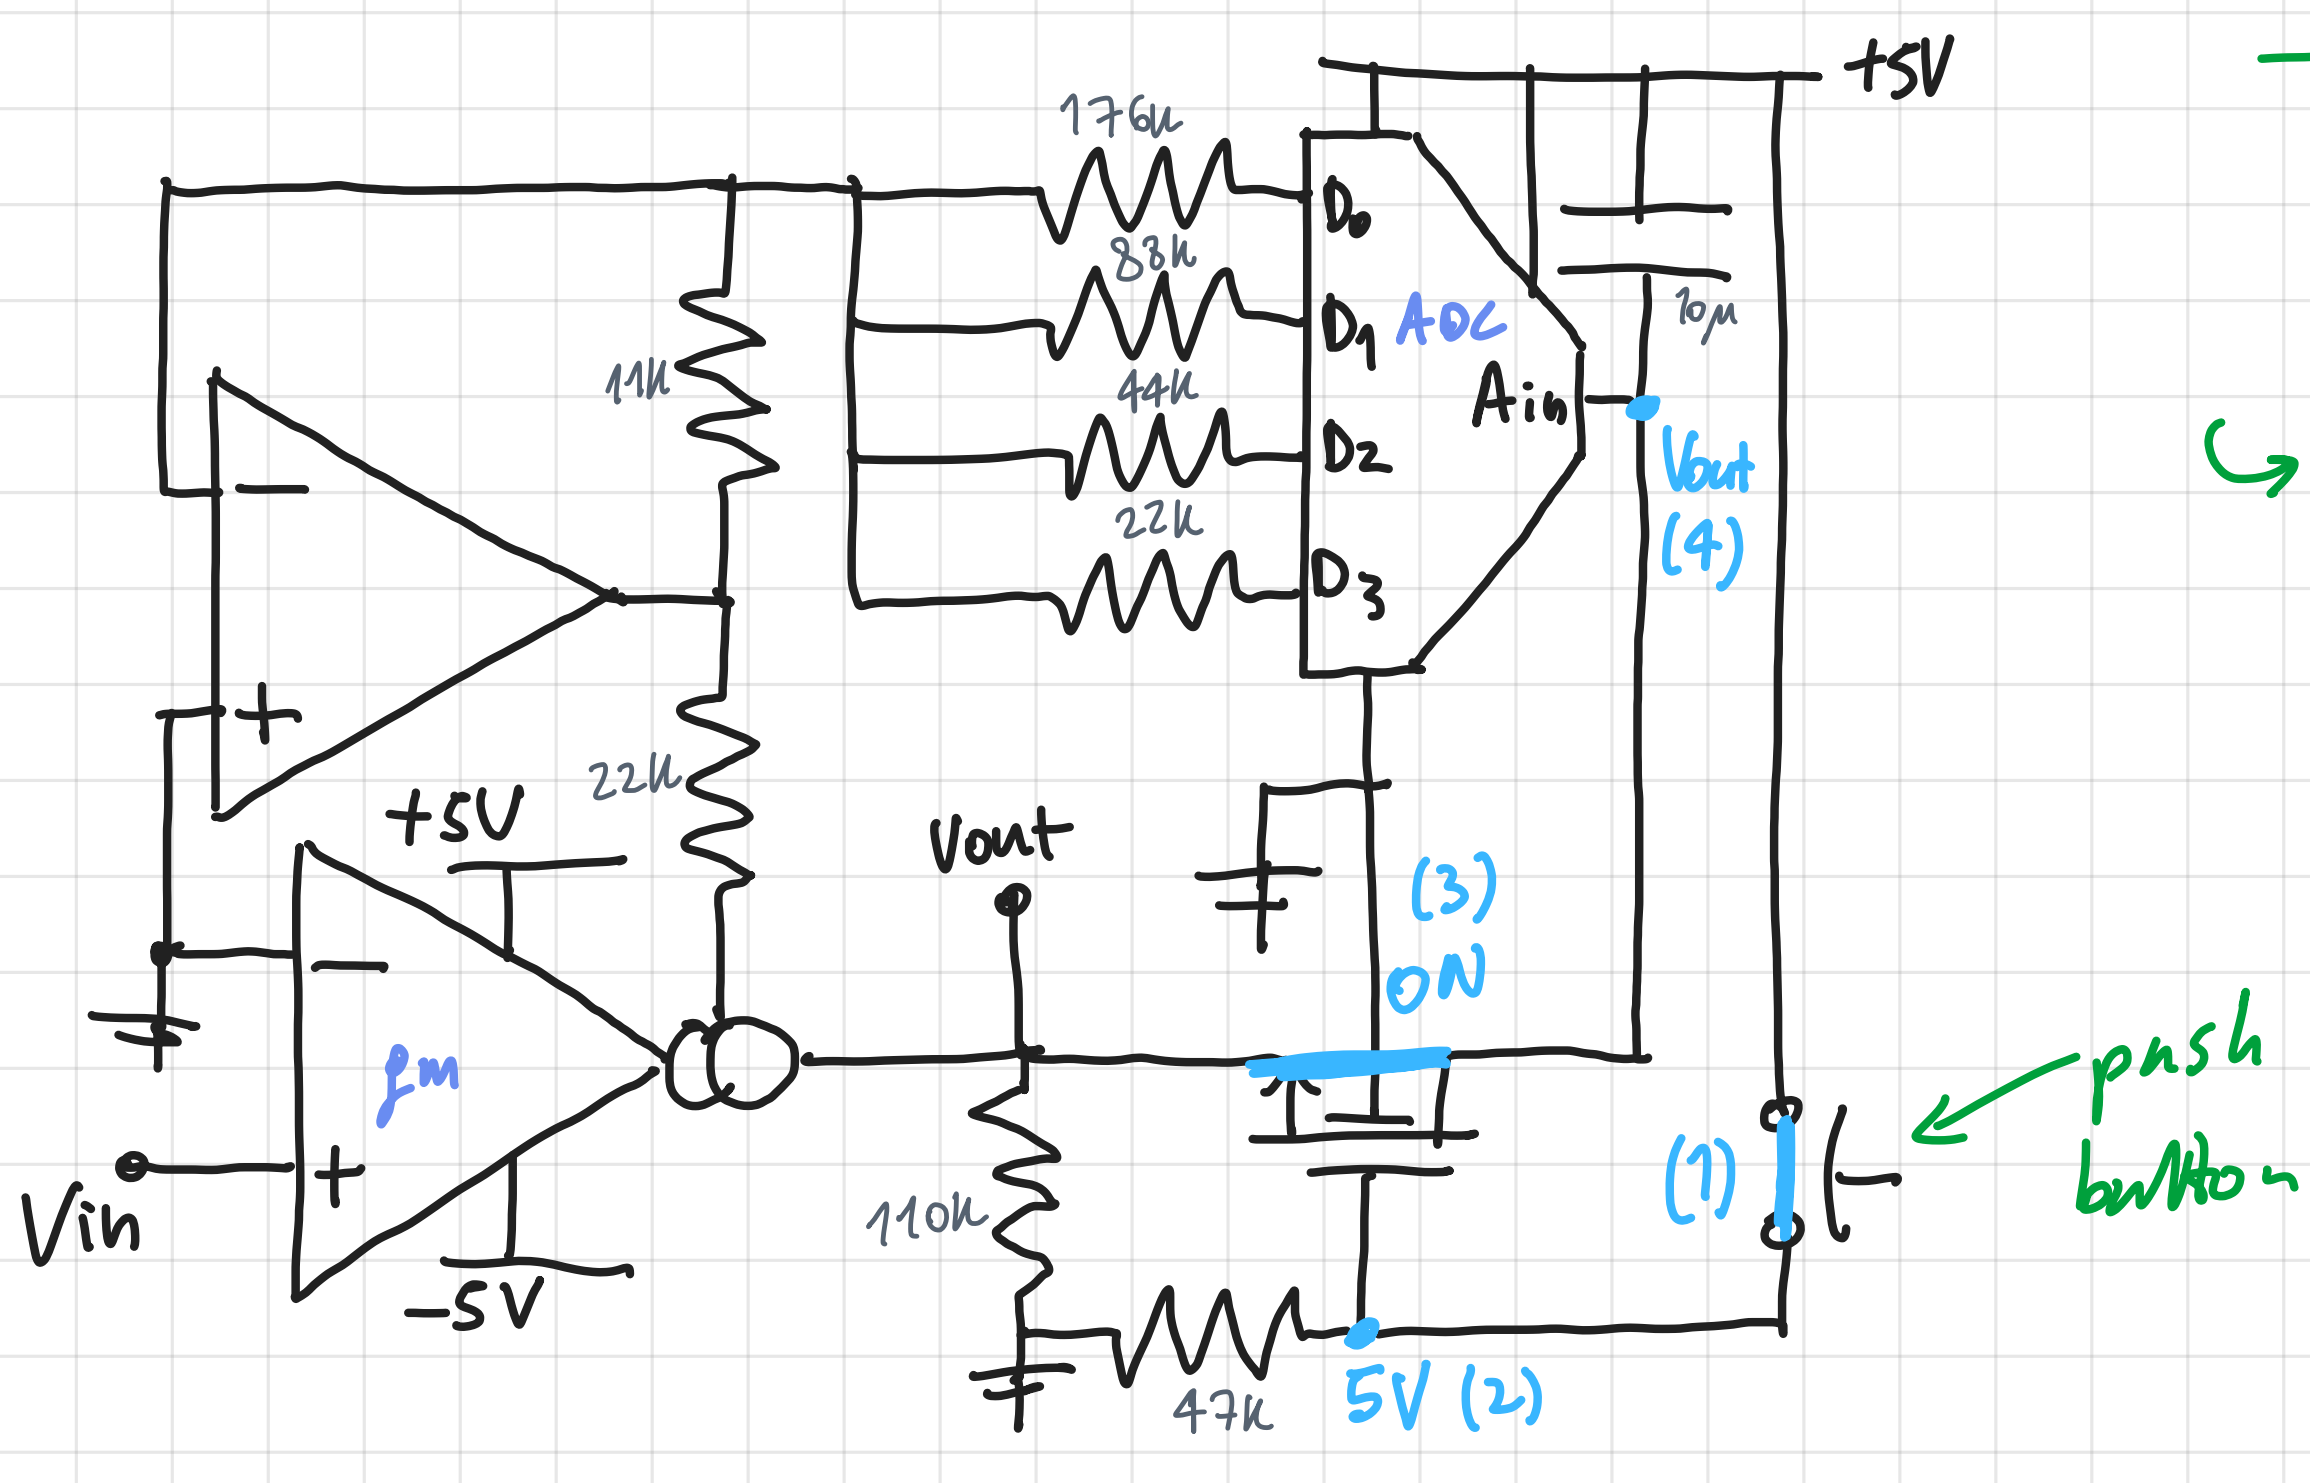 +5V
176k
D0
88k
D1
ADC
10μ
11k
44k
Ain
D2
Vout
(4)
22k
D3
−
+
22k
+5V
Vout
(3)
ON
−
gm
push
button
(1)
+
Vin
110k
−5V
47k
5V (2)